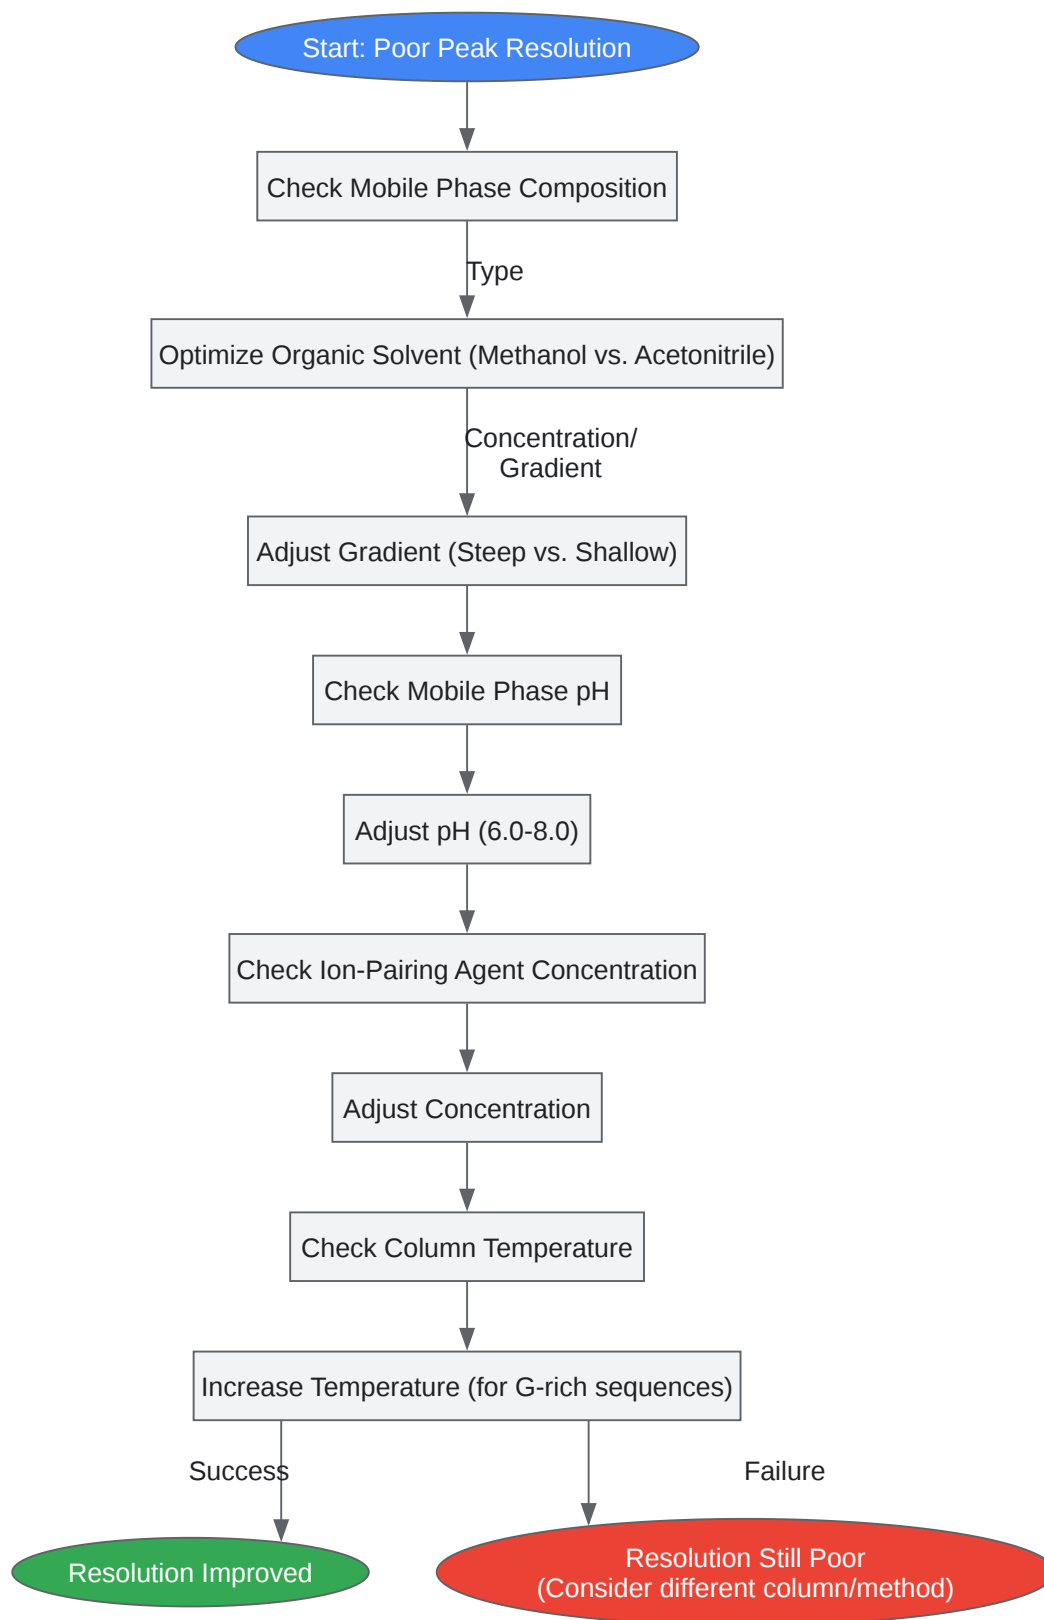 Start: Poor Peak Resolution
Check Mobile Phase Composition
Type
Optimize Organic Solvent (Methanol vs. Acetonitrile)
Concentration/
Gradient
Adjust Gradient (Steep vs. Shallow)
Check Mobile Phase pH
Adjust pH (6.0-8.0)
Check Ion-Pairing Agent Concentration
Adjust Concentration
Check Column Temperature
Increase Temperature (for G-rich sequences)
Success
Failure
Resolution Improved
Resolution Still Poor
(Consider different column/method)